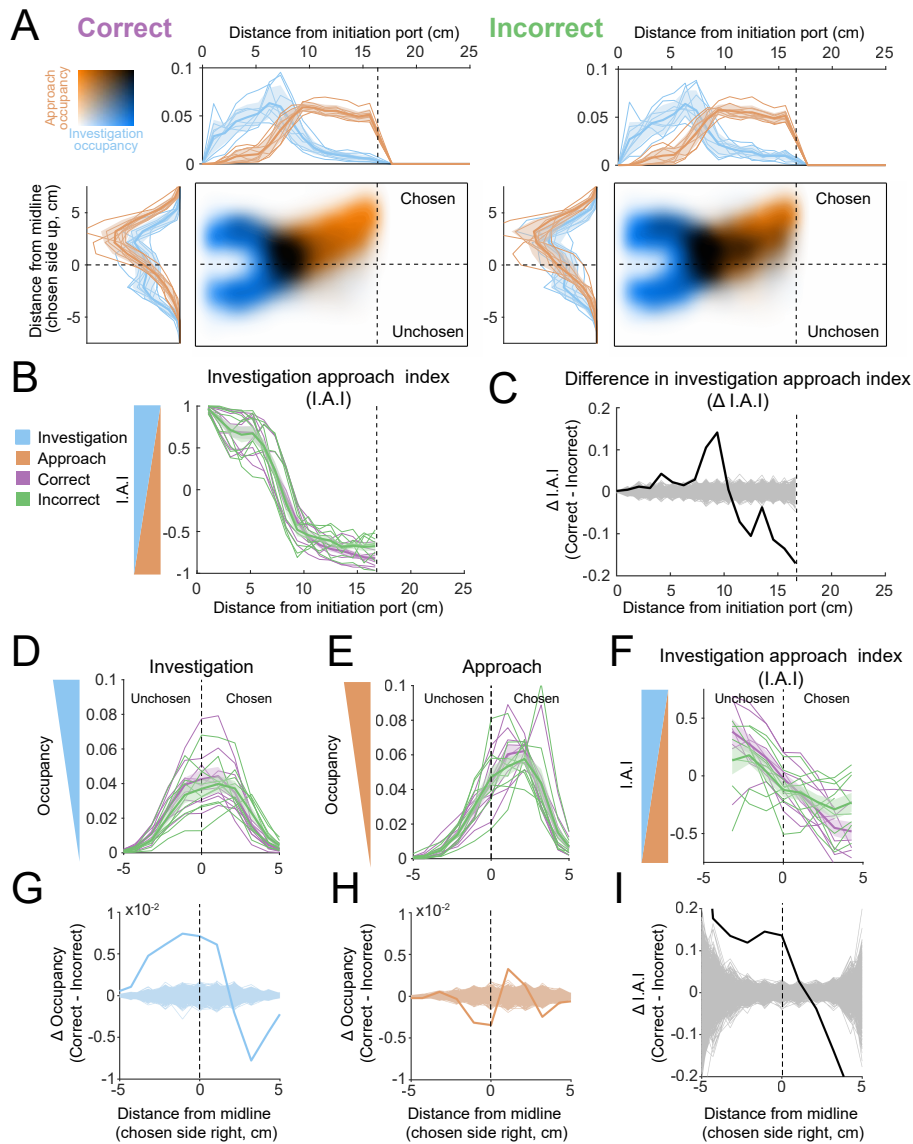 A
Correct
Incorrect
Distance from initiation port (cm)
0 5 10 15 20 25
0.1
0.05
0
Approach
occupancy
Investigation
occupancy
Distance from initiation port (cm)
0 5 10 15 20 25
0.1
0.05
0
Distance from midline
(chosen side up, cm)
5
0
-5
Chosen
Unchosen
5
0
-5
Chosen
Unchosen
B
Investigation approach index
(I.A.I)
Investigation
Approach
Correct
Incorrect
I.A.I
1
0.5
0
-0.5
-1
0 5 10 15 20 25
Distance from initiation port (cm)
C
Difference in investigation approach index
(Δ I.A.I)
Δ I.A.I
(Correct - Incorrect)
0.2
0.1
0
-0.1
-0.2
0 5 10 15 20 25
Distance from initiation port (cm)
D
Investigation
Unchosen
Chosen
Occupancy
0.1
0.08
0.06
0.04
0.02
0
-5 0 5
E
Approach
Unchosen
Chosen
Occupancy
0.1
0.08
0.06
0.04
0.02
0
-5 0 5
F
Investigation approach index
(I.A.I)
Unchosen
Chosen
I.A.I
0.5
0
-0.5
-5 0 5
G
x10-2
Δ Occupancy
(Correct - Incorrect)
1
0.5
0
-0.5
-1
-5 0 5
Distance from midline
(chosen side right, cm)
H
x10-2
Δ Occupancy
(Correct - Incorrect)
1
0.5
0
-0.5
-1
-5 0 5
Distance from midline
(chosen side right, cm)
I
Δ I.A.I
(Correct - Incorrect)
0.2
0.1
0
-0.1
-0.2
-5 0 5
Distance from midline
(chosen side right, cm)